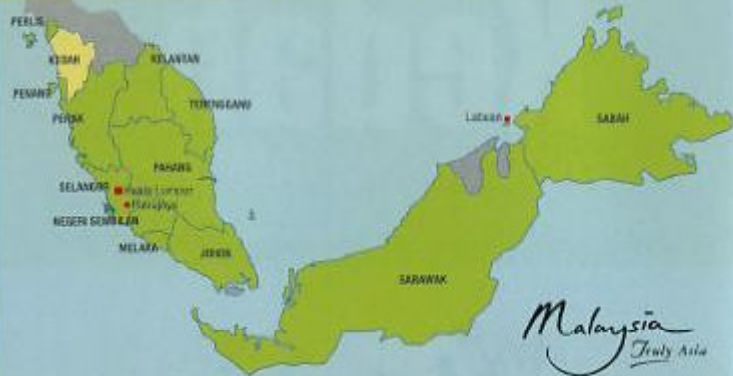 PERLIS
KEDAH
KELANTAN
PENANG
PERAK
TERENGGANU
Labuan
SABAH
PAHANG
SELANGOR
Kuala Lumpur
Putrajaya
NEGERI SEMBILAN
MELAKA
JOHOR
SARAWAK
Malaysia
Truly Asia